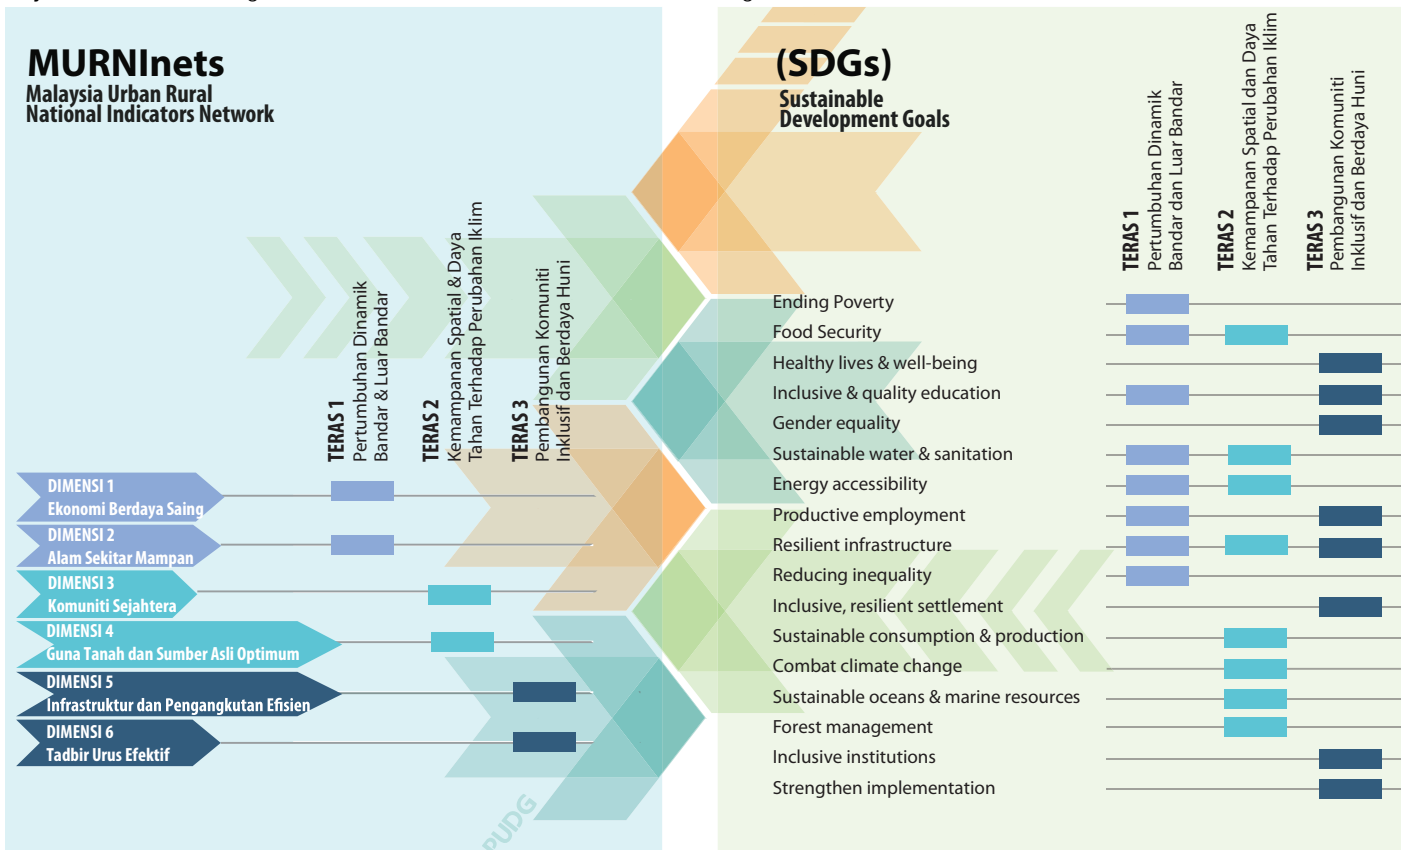 MURNInets
Malaysia Urban Rural
National Indicators Network
TERAS 1
Pertumbuhan Dinamik
Bandar & Luar Bandar
TERAS 2
Kemampanan Spatial & Daya
Tahan Terhadap Perubahan Iklim
TERAS 3
Pembangunan Komuniti
Inklusif dan Berdaya Huni
DIMENSI 1
Ekonomi Berdaya Saing
DIMENSI 2
Alam Sekitar Mampan
DIMENSI 3
Komuniti Sejahtera
DIMENSI 4
Guna Tanah dan Sumber Asli Optimum
DIMENSI 5
Infrastruktur dan Pengangkutan Efisien
DIMENSI 6
Tadbir Urus Efektif
PUDG
(SDGs)
Sustainable
Development Goals
TERAS 1
Pertumbuhan Dinamik
Bandar dan Luar Bandar
TERAS 2
Kemampanan Spatial dan Daya
Tahan Terhadap Perubahan Iklim
TERAS 3
Pembangunan Komuniti
Inklusif dan Berdaya Huni
Ending Poverty
Food Security
Healthy lives & well-being
Inclusive & quality education
Gender equality
Sustainable water & sanitation
Energy accessibility
Productive employment
Resilient infrastructure
Reducing inequality
Inclusive, resilient settlement
Sustainable consumption & production
Combat climate change
Sustainable oceans & marine resources
Forest management
Inclusive institutions
Strengthen implementation